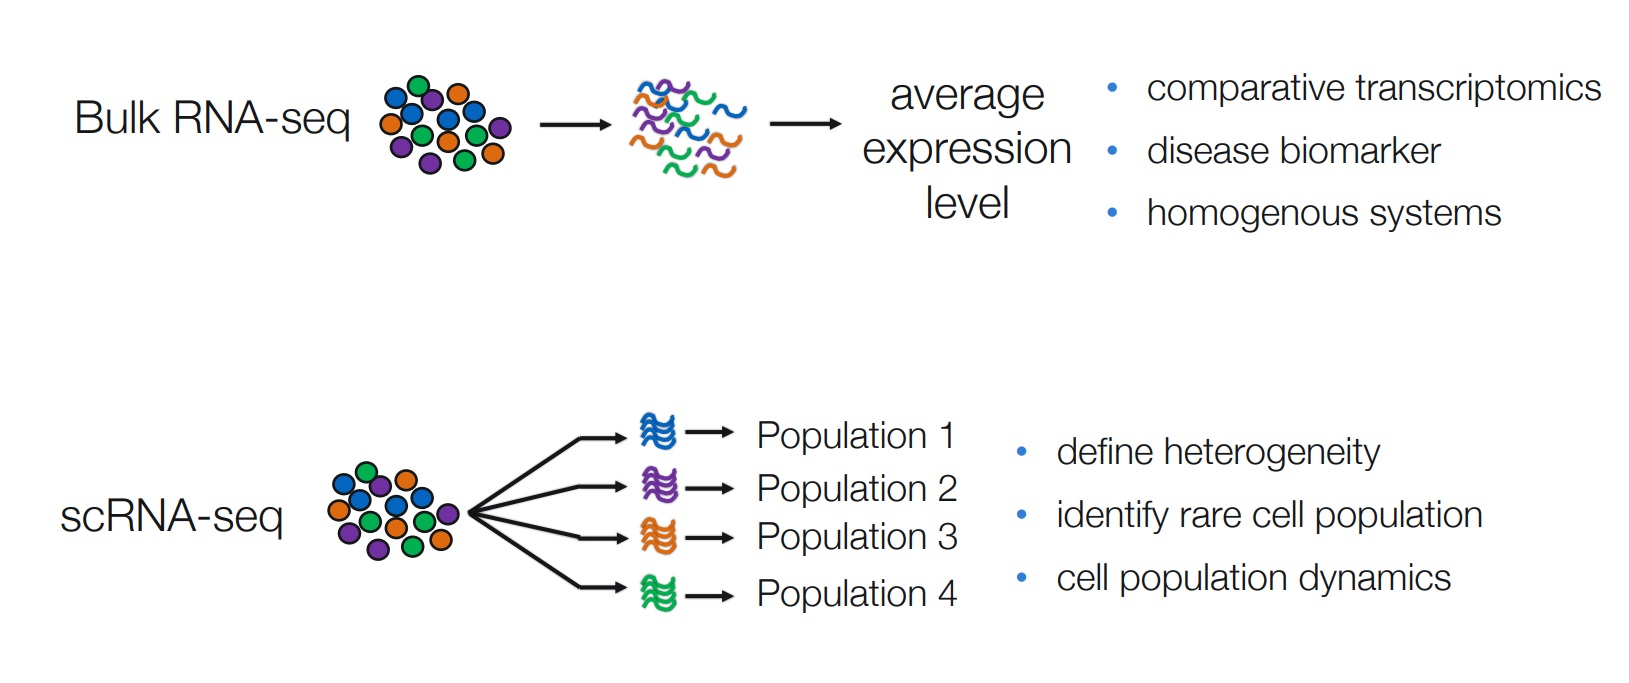 Bulk RNA-seq
average
expression
level
comparative transcriptomics
disease biomarker
homogenous systems
scRNA-seq
Population 1
Population 2
Population 3
Population 4
define heterogeneity
identify rare cell population
cell population dynamics